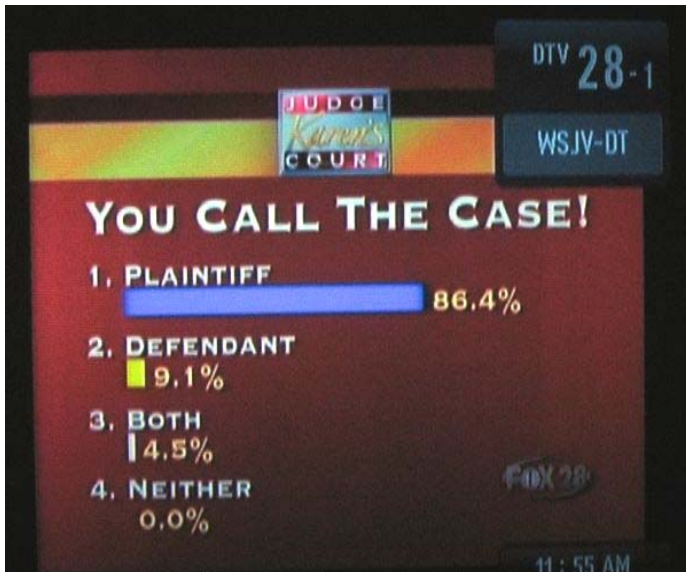 DTV 28-1
WSJV-DT
JUDGE
Karen's
COURT
YOU CALL THE CASE!
1. PLAINTIFF
86.4%
2. DEFENDANT
9.1%
3. BOTH
4.5%
4. NEITHER
0.0%
FOX 28
11:55 AM